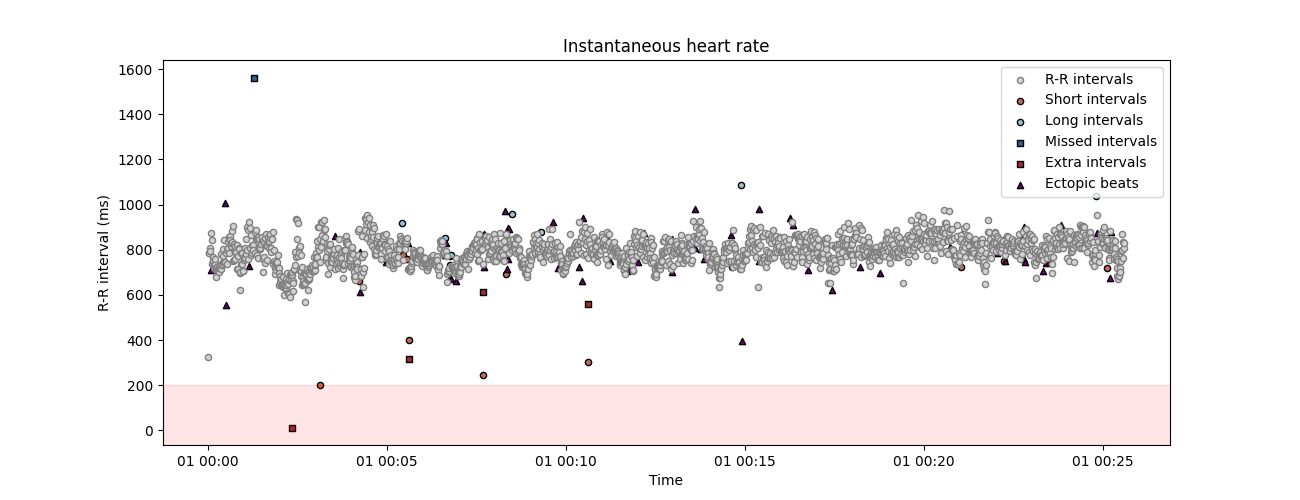 Instantaneous heart rate
1600
1400
1200
1000
800
600
400
200
0
R-R interval (ms)
R-R intervals
Short intervals
Long intervals
Missed intervals
Extra intervals
Ectopic beats
01 00:00
01 00:05
01 00:10
01 00:15
01 00:20
01 00:25
Time